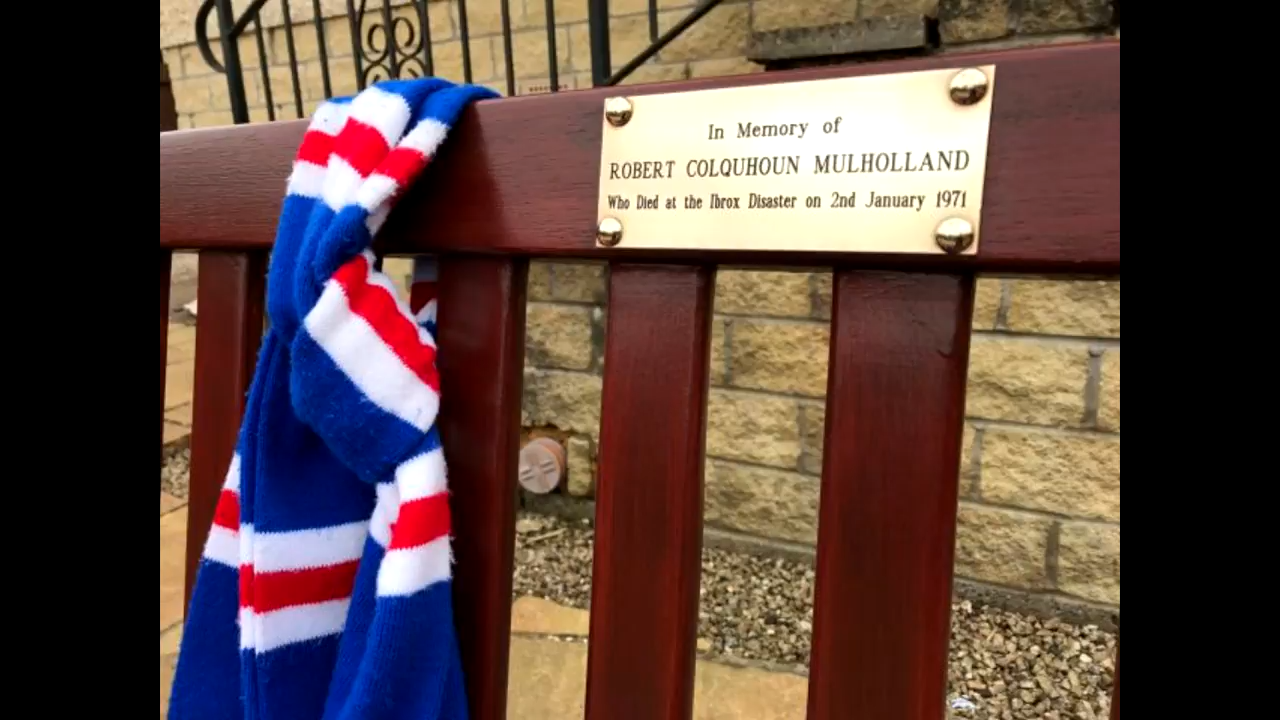 In Memory of
ROBERT COLQUHOUN MULHOLLAND
Who Died at the Ibrox Disaster on 2nd January 1971